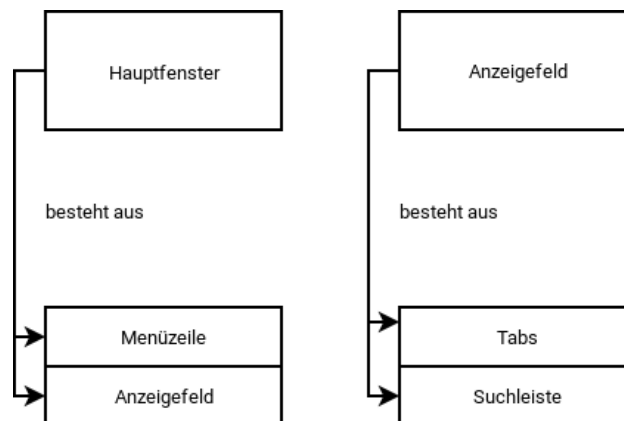 Hauptfenster
Anzeigefeld
besteht aus
besteht aus
Menüzeile
Tabs
Anzeigefeld
Suchleiste